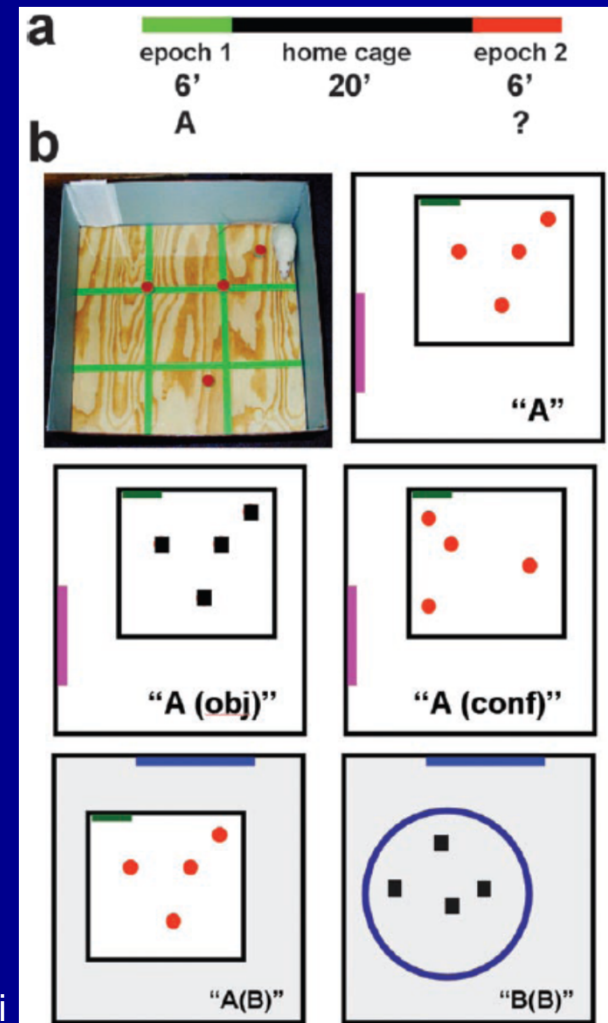 a
epoch 1 home cage epoch 2
6’ 20’ 6’
A ?
b
“A”
“A (obj)” “A (conf)”
“A(B)” “B(B)”
i